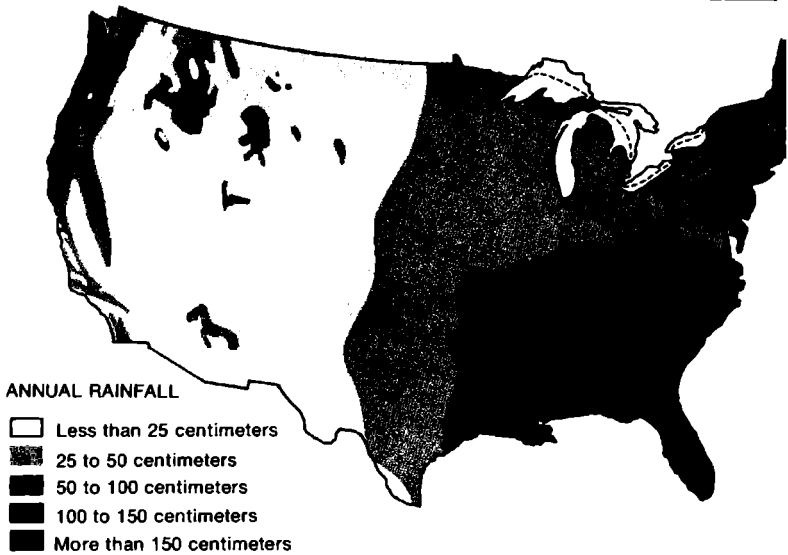 ANNUAL RAINFALL
Less than 25 centimeters
25 to 50 centimeters
50 to 100 centimeters
100 to 150 centimeters
More than 150 centimeters